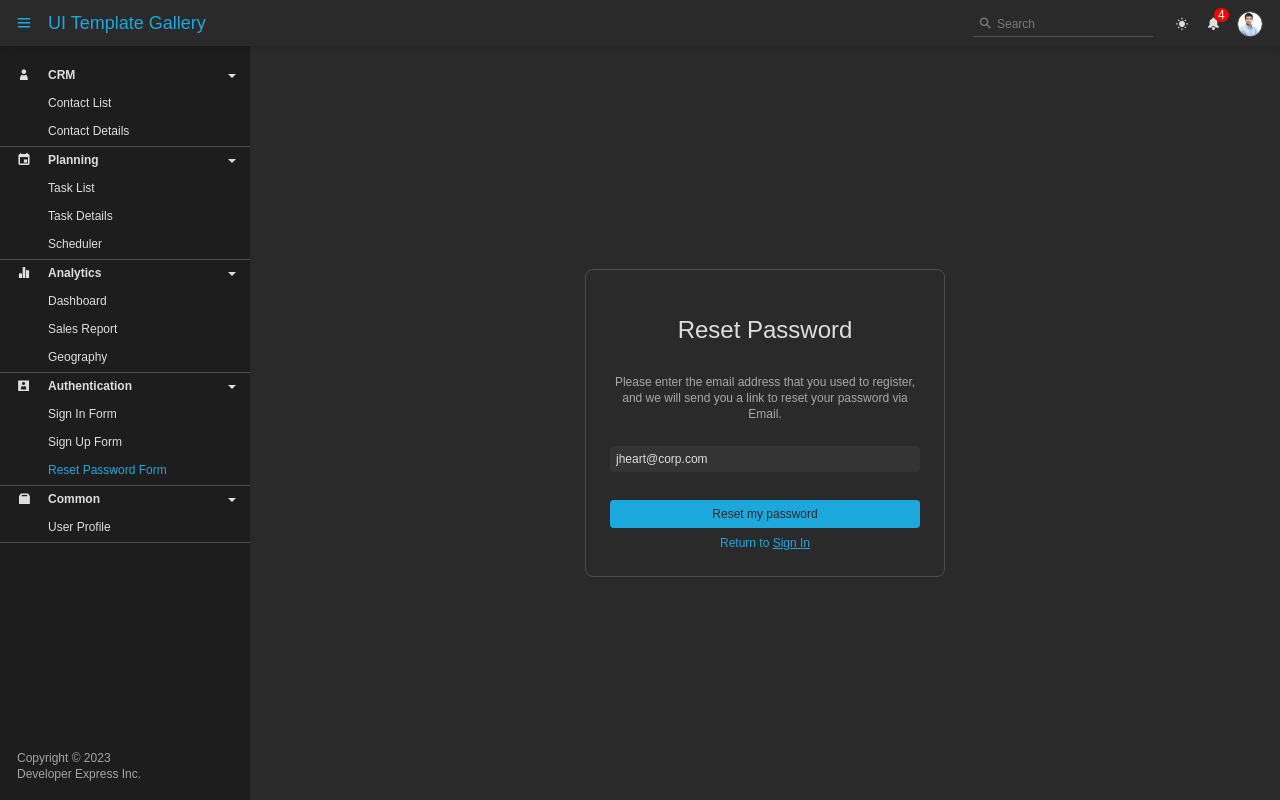 UI Template Gallery
Search
4
CRM
Contact List
Contact Details
Planning
Task List
Task Details
Scheduler
Analytics
Dashboard
Sales Report
Geography
Authentication
Sign In Form
Sign Up Form
Reset Password Form
Common
User Profile
Copyright © 2023
Developer Express Inc.
Reset Password
Please enter the email address that you used to register,
and we will send you a link to reset your password via
Email.
jheart@corp.com
Reset my password
Return to Sign In